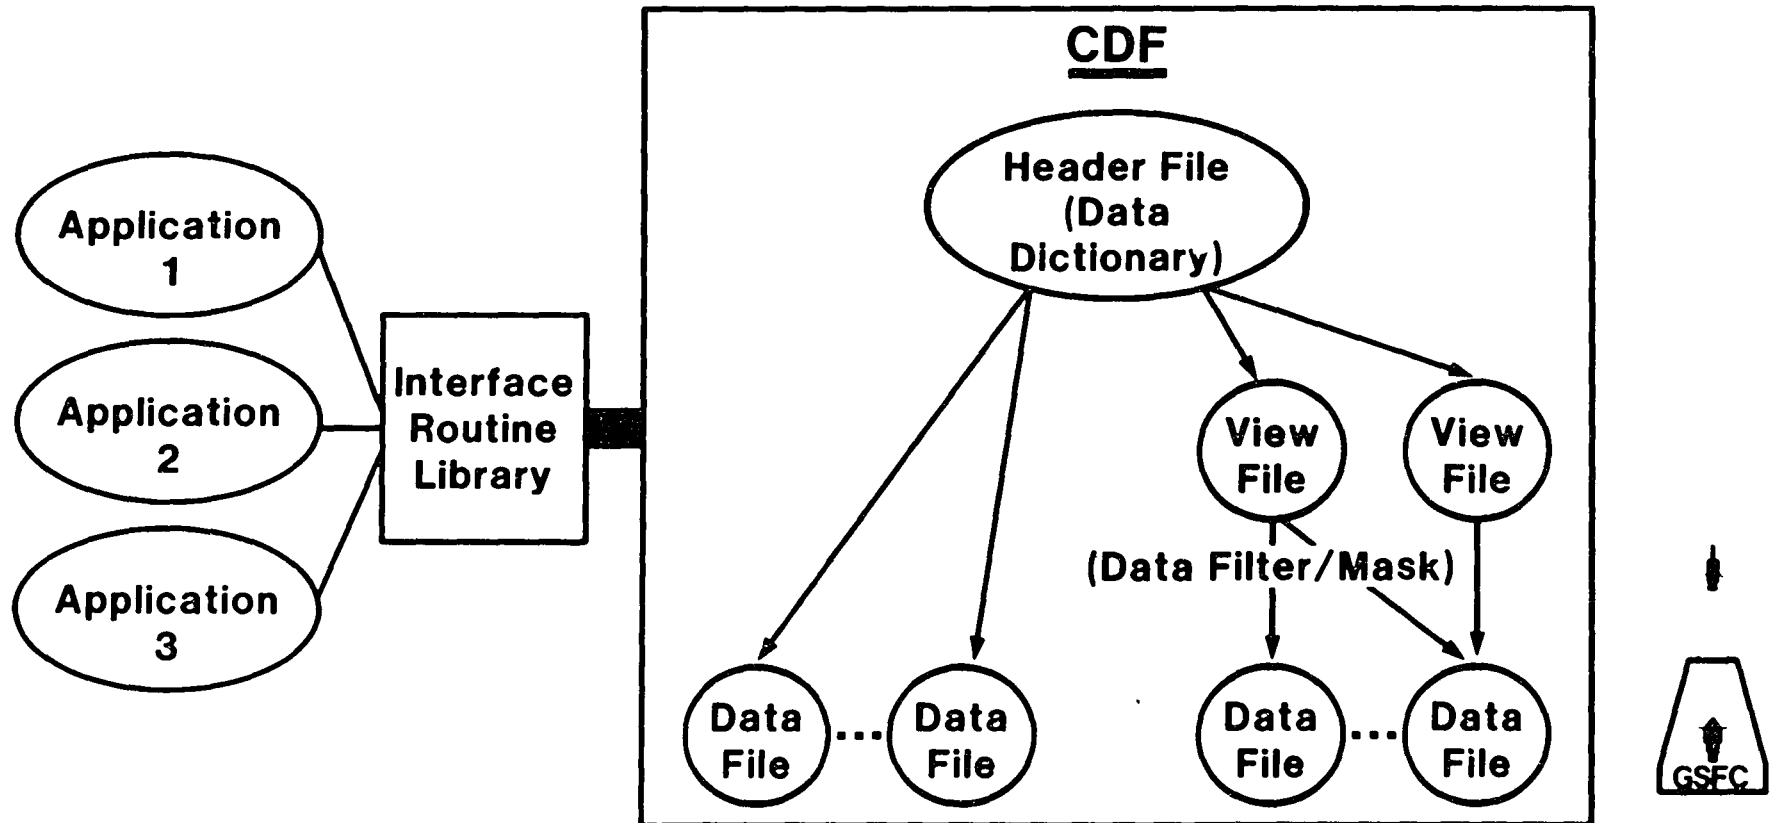 CDF
Header File
(Data
Dictionary)
Application
1
Application
2
Application
3
Interface
Routine
Library
View
File
View
File
(Data Filter/Mask)
Data
File
...
Data
File
Data
File
...
Data
File
GSFC